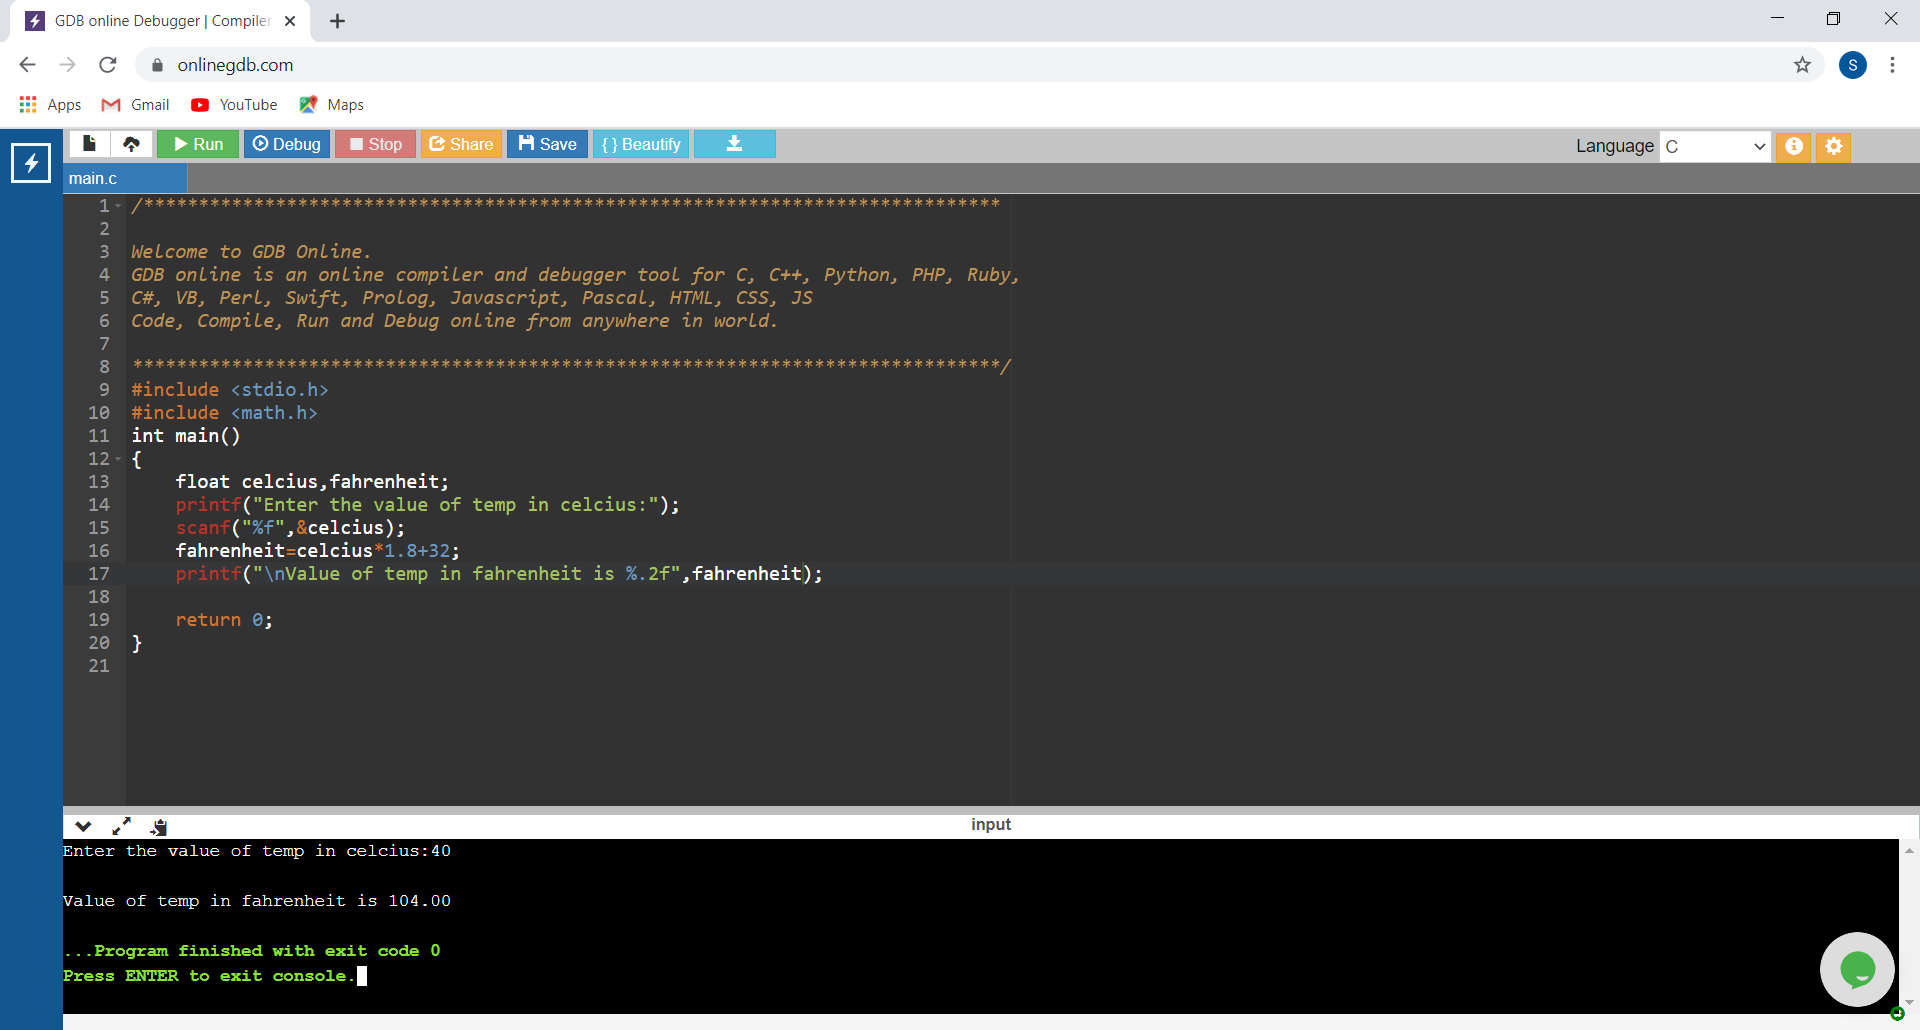 GDB online Debugger | Compiler
onlinegdb.com
S
Apps Gmail YouTube Maps
Run Debug Stop Share Save { } Beautify Language C
main.c
1 /******************************************************************************
2
3 Welcome to GDB Online.
4 GDB online is an online compiler and debugger tool for C, C++, Python, PHP, Ruby,
5 C#, VB, Perl, Swift, Prolog, Javascript, Pascal, HTML, CSS, JS
6 Code, Compile, Run and Debug online from anywhere in world.
7
8 *******************************************************************************/
9 #include <stdio.h>
10 #include <math.h>
11 int main()
12 {
13 float celcius,fahrenheit;
14 printf("Enter the value of temp in celcius:");
15 scanf("%f",&celcius);
16 fahrenheit=celcius*1.8+32;
17 printf("\nValue of temp in fahrenheit is %.2f",fahrenheit);
18
19 return 0;
20 }
21
input
Enter the value of temp in celcius:40
Value of temp in fahrenheit is 104.00
...Program finished with exit code 0
Press ENTER to exit console.